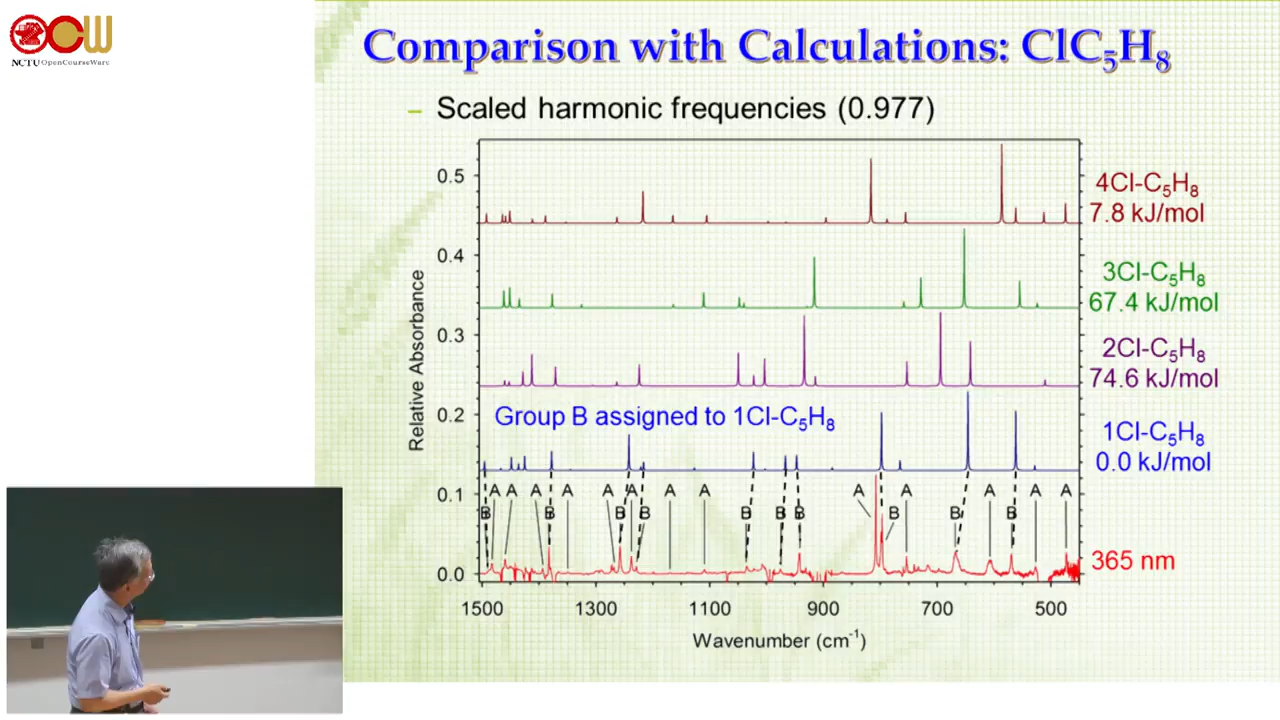 OCW
NCTU OpenCourseWare
Comparison with Calculations: ClC₅H₈
– Scaled harmonic frequencies (0.977)
Relative Absorbance
0.5
0.4
0.3
0.2
0.1
0.0
4Cl-C₅H₈
7.8 kJ/mol
3Cl-C₅H₈
67.4 kJ/mol
2Cl-C₅H₈
74.6 kJ/mol
Group B assigned to 1Cl-C₅H₈
1Cl-C₅H₈
0.0 kJ/mol
A A A A A A A A A A A A A
B B B B B B B B B B
365 nm
1500 1300 1100 900 700 500
Wavenumber (cm⁻¹)